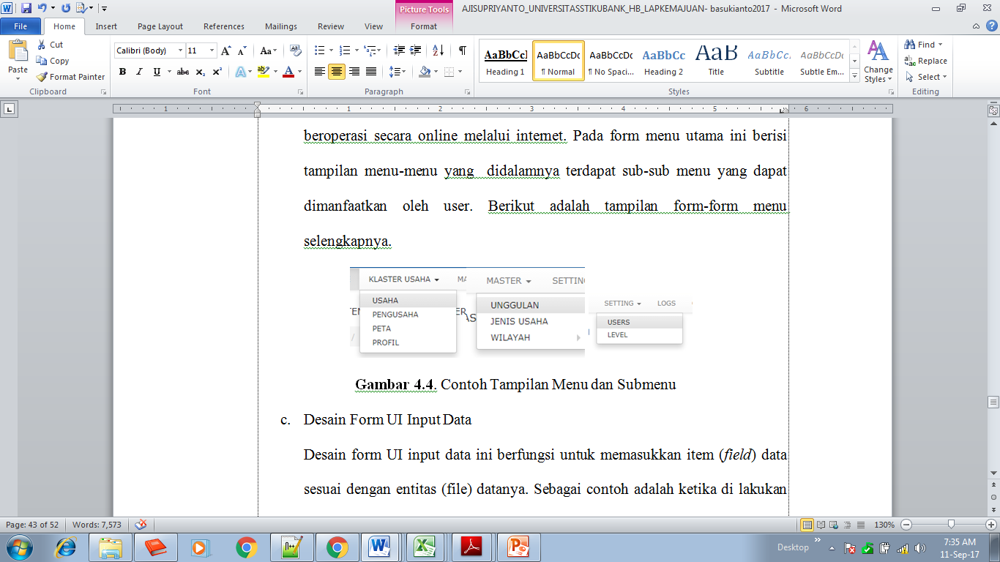 Picture Tools
AJISUPRIYANTO_UNIVERSITASSTIKUBANK_HB_LAPKEMAJUAN- basukianto2017 - Microsoft Word
File Home Insert Page Layout References Mailings Review View Format
Paste
Cut
Copy
Format Painter
Clipboard
Calibri (Body) 11
Font
Paragraph
AaBbCcI AaBbCcDc AaBbCcDc AaBbCc AaB AaBbCcL AaBbCcDc
Heading 1 ¶ Normal ¶ No Spaci... Heading 2 Title Subtitle Subtle Em...
Change Styles
Styles
Find
Replace
Select
Editing
1 1 2 3 4 5 6
beroperasi secara online melalui internet. Pada form menu utama ini berisi
tampilan menu-menu yang didalamnya terdapat sub-sub menu yang dapat
dimanfaatkan oleh user. Berikut adalah tampilan form-form menu
selengkapnya.
KLASTER USAHA MA
USAHA
PENGUSAHA
PETA
PROFIL
MASTER SETTIN
UNGGULAN
JENIS USAHA
WILAYAH
SETTING LOGS
USERS
LEVEL
Gambar 4.4. Contoh Tampilan Menu dan Submenu
c. Desain Form UI Input Data
Desain form UI input data ini berfungsi untuk memasukkan item (field) data
sesuai dengan entitas (file) datanya. Sebagai contoh adalah ketika di lakukan
Page: 43 of 52 Words: 7,573 130%
Desktop 7:35 AM
11-Sep-17